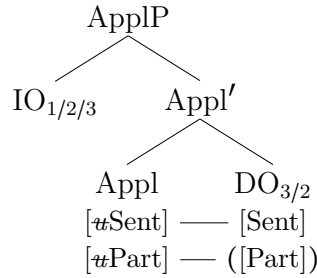 ApplP
IO1/2/3 Appl′
Appl DO3/2
[uSent] — [Sent]
[uPart] — ([Part])